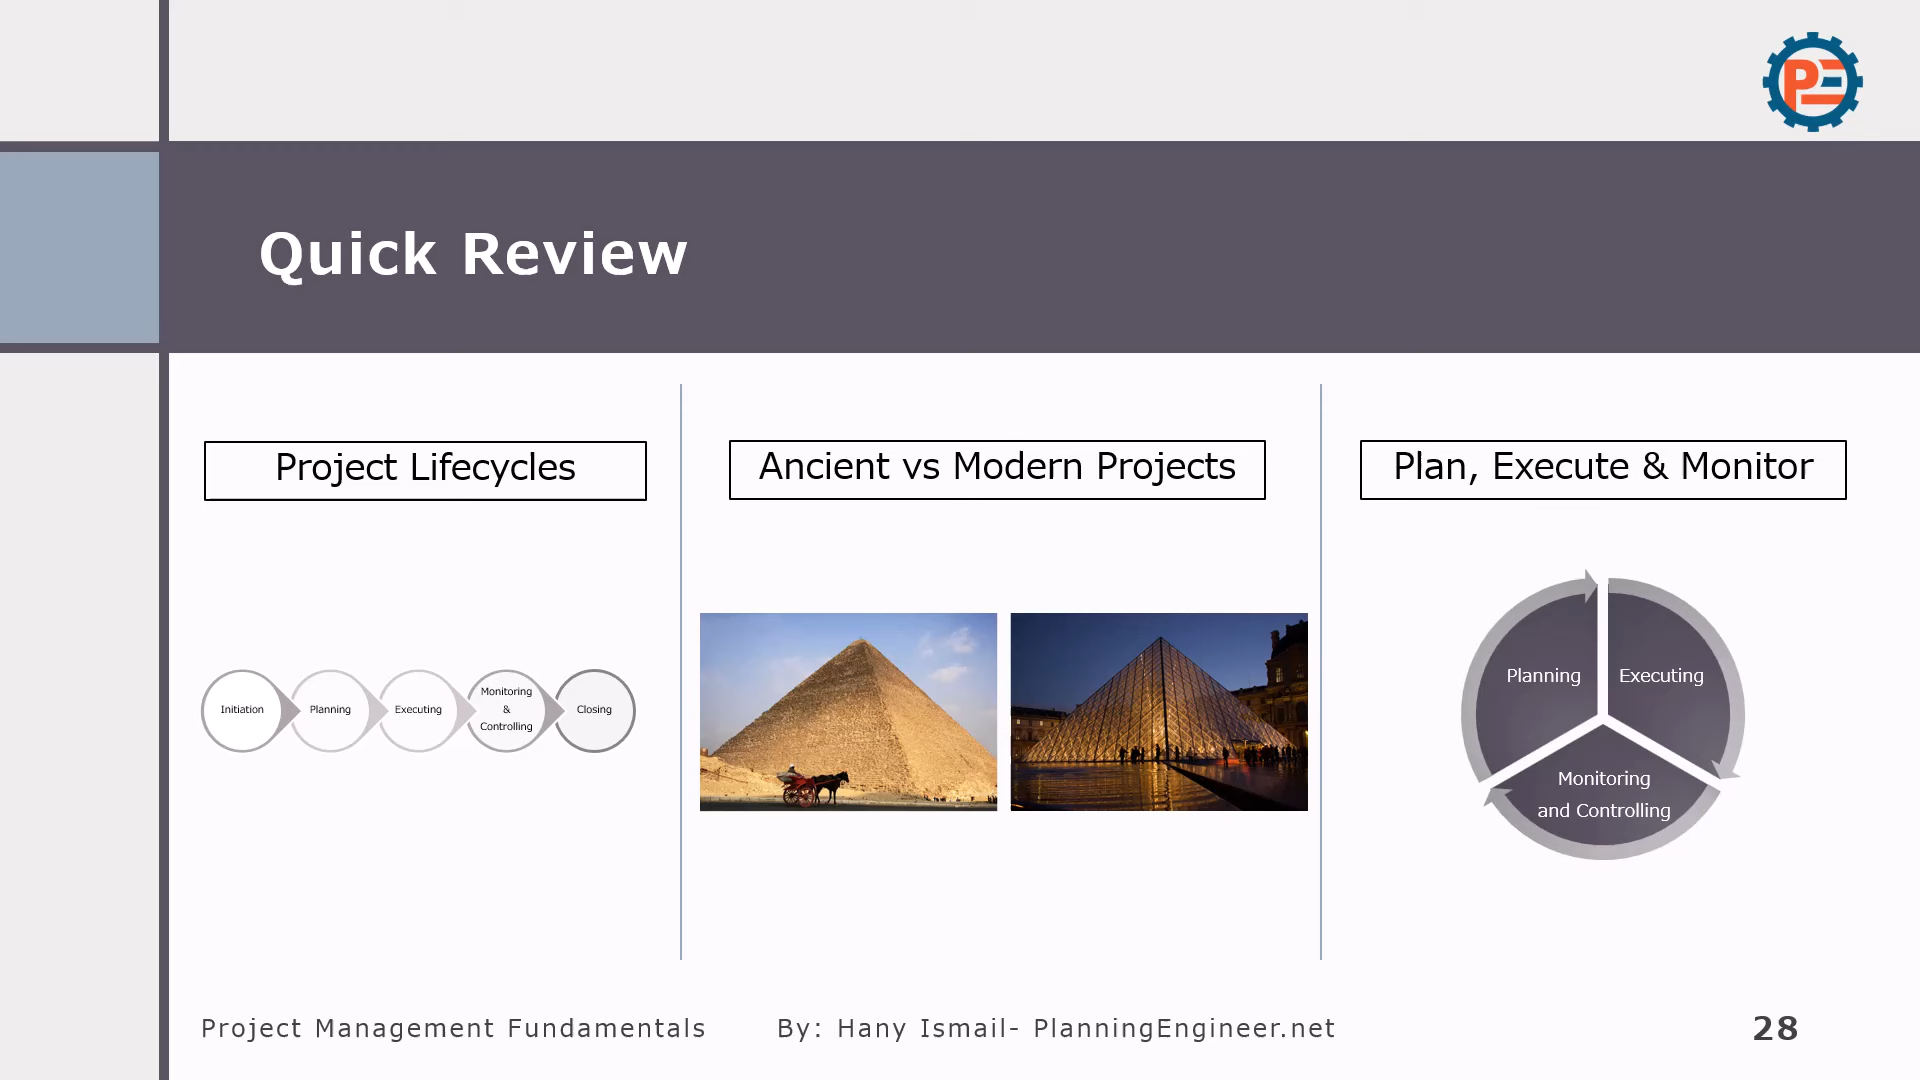 PE
Quick Review
Project Lifecycles
Initiation
Planning
Executing
Monitoring
&
Controlling
Closing
Ancient vs Modern Projects
Plan, Execute & Monitor
Planning
Executing
Monitoring
and Controlling
Project Management Fundamentals
By: Hany Ismail- PlanningEngineer.net
28